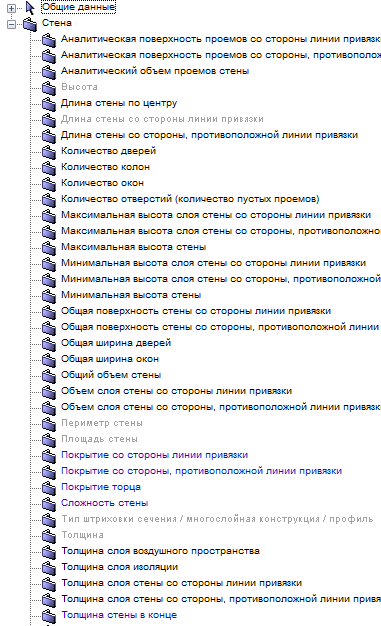 Общие данные
Стена
Аналитическая поверхность проемов со стороны линии привязк
Аналитическая поверхность проемов со стороны, противополож
Аналитический объем проемов стены
Высота
Длина стены по центру
Длина стены со стороны линии привязки
Длина стены со стороны, противоположной линии привязки
Количество дверей
Количество колон
Количество окон
Количество отверстий (количество пустых проемов)
Максимальная высота слоя стены со стороны линии привязки
Максимальная высота слоя стены со стороны, противоположной
Максимальная высота стены
Минимальная высота слоя стены со стороны линии привязки
Минимальная высота слоя стены со стороны, противоположной
Минимальная высота стены
Общая поверхность стены со стороны линии привязки
Общая поверхность стены со стороны, противоположной линии
Общая ширина дверей
Общая ширина окон
Общий объем стены
Объем слоя стены со стороны линии привязки
Объем слоя стены со стороны, противоположной линии привязк
Периметр стены
Площадь стены
Покрытие со стороны линии привязки
Покрытие со стороны, противоположной линии привязки
Покрытие торца
Сложность стены
Тип штриховки сечения / многослойная конструкция / профиль
Толщина
Толщина слоя воздушного пространства
Толщина слоя изоляции
Толщина слоя стены со стороны линии привязки
Толщина слоя стены со стороны, противоположной линии привя
Толщина стены в конце